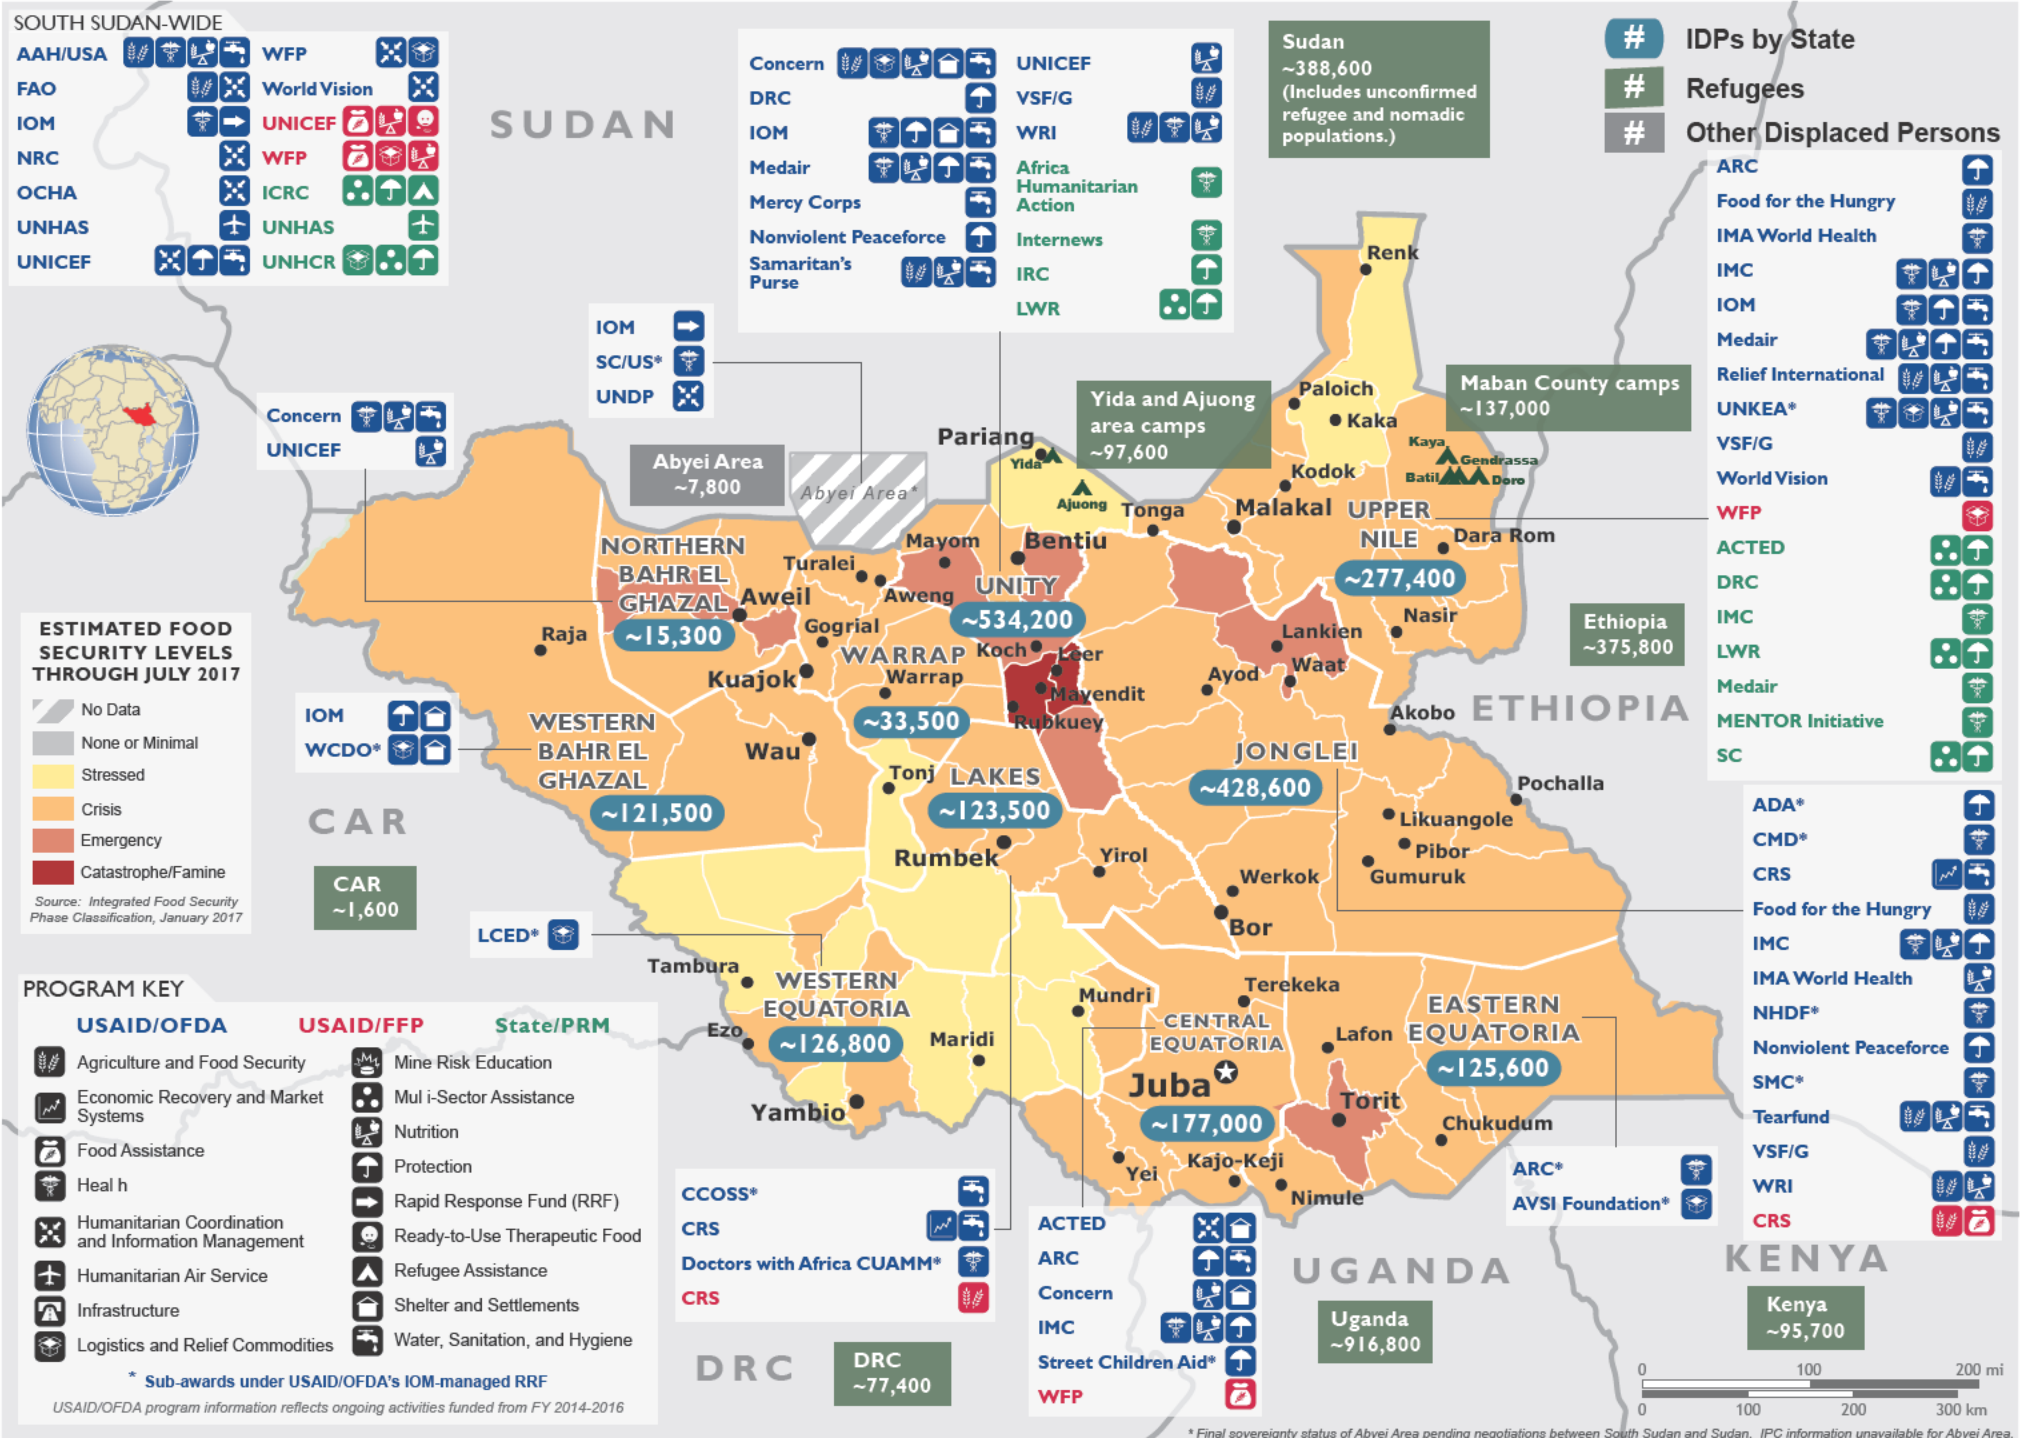 SOUTH SUDAN-WIDE
AAH/USA
FAO
IOM
NRC
OCHA
UNHAS
UNICEF
WFP
World Vision
UNICEF
WFP
ICRC
UNHAS
UNHCR
SUDAN
Concern
DRC
IOM
Medair
Mercy Corps
Nonviolent Peaceforce
Samaritan's
Purse
UNICEF
VSF/G
WRI
Africa
Humanitarian
Action
Internews
IRC
LWR
Sudan
~388,600
(Includes unconfirmed
refugee and nomadic
populations.)
# IDPs by State
# Refugees
# Other Displaced Persons
ARC
Food for the Hungry
IMA World Health
IMC
IOM
Medair
Relief International
UNKEA*
VSF/G
World Vision
WFP
ACTED
DRC
IMC
LWR
Medair
MENTOR Initiative
SC
IOM
SC/US*
UNDP
Concern
UNICEF
Abyei Area
~7,800
Abyei Area*
Yida and Ajuong
area camps
~97,600
Maban County camps
~137,000
Renk
Paloich
Kaka
Kaya
Gendrassa
Batil
Doro
Pariang
Yida
Ajuong
Kodok
Tonga
Malakal
UPPER
NILE
~277,400
Dara Rom
Nasir
NORTHERN
BAHR EL
GHAZAL
~15,300
Aweil
Raja
Turalei
Aweng
Mayom
Bentiu
UNITY
~534,200
Gogrial
WARRAP
Warrap
~33,500
Kuajok
Koch
Leer
Mayendit
Rubkuey
Lankien
Waat
Ayod
Akobo
Ethiopia
~375,800
ETHIOPIA
ESTIMATED FOOD
SECURITY LEVELS
THROUGH JULY 2017
No Data
None or Minimal
Stressed
Crisis
Emergency
Catastrophe/Famine
Source: Integrated Food Security
Phase Classification, January 2017
IOM
WCDO*
WESTERN
BAHR EL
GHAZAL
~121,500
Wau
Tonj
LAKES
~123,500
Rumbek
Yirol
JONGLEI
~428,600
Pochalla
Likuangole
Pibor
Gumuruk
Werkok
Bor
CAR
CAR
~1,600
LCED*
Tambura
WESTERN
EQUATORIA
~126,800
Ezo
Yambio
Maridi
Mundri
Terekeka
CENTRAL
EQUATORIA
Juba
~177,000
Yei
Kajo-Keji
Nimule
Lafon
EASTERN
EQUATORIA
~125,600
Torit
Chukudum
ADA*
CMD*
CRS
Food for the Hungry
IMC
IMA World Health
NHDF*
Nonviolent Peaceforce
SMC*
Tearfund
VSF/G
WRI
CRS
PROGRAM KEY
USAID/OFDA
USAID/FFP
State/PRM
Agriculture and Food Security
Economic Recovery and Market
Systems
Food Assistance
Heal h
Humanitarian Coordination
and Information Management
Humanitarian Air Service
Infrastructure
Logistics and Relief Commodities
Mine Risk Education
Mul i-Sector Assistance
Nutrition
Protection
Rapid Response Fund (RRF)
Ready-to-Use Therapeutic Food
Refugee Assistance
Shelter and Settlements
Water, Sanitation, and Hygiene
* Sub-awards under USAID/OFDA's IOM-managed RRF
USAID/OFDA program information reflects ongoing activities funded from FY 2014-2016
CCOSS*
CRS
Doctors with Africa CUAMM*
CRS
DRC
DRC
~77,400
ACTED
ARC
Concern
IMC
Street Children Aid*
WFP
ARC*
AVSI Foundation*
UGANDA
Uganda
~916,800
KENYA
Kenya
~95,700
0 100 200 mi
0 100 200 300 km
* Final sovereignty status of Abyei Area pending negotiations between South Sudan and Sudan. IPC information unavailable for Abyei Area.